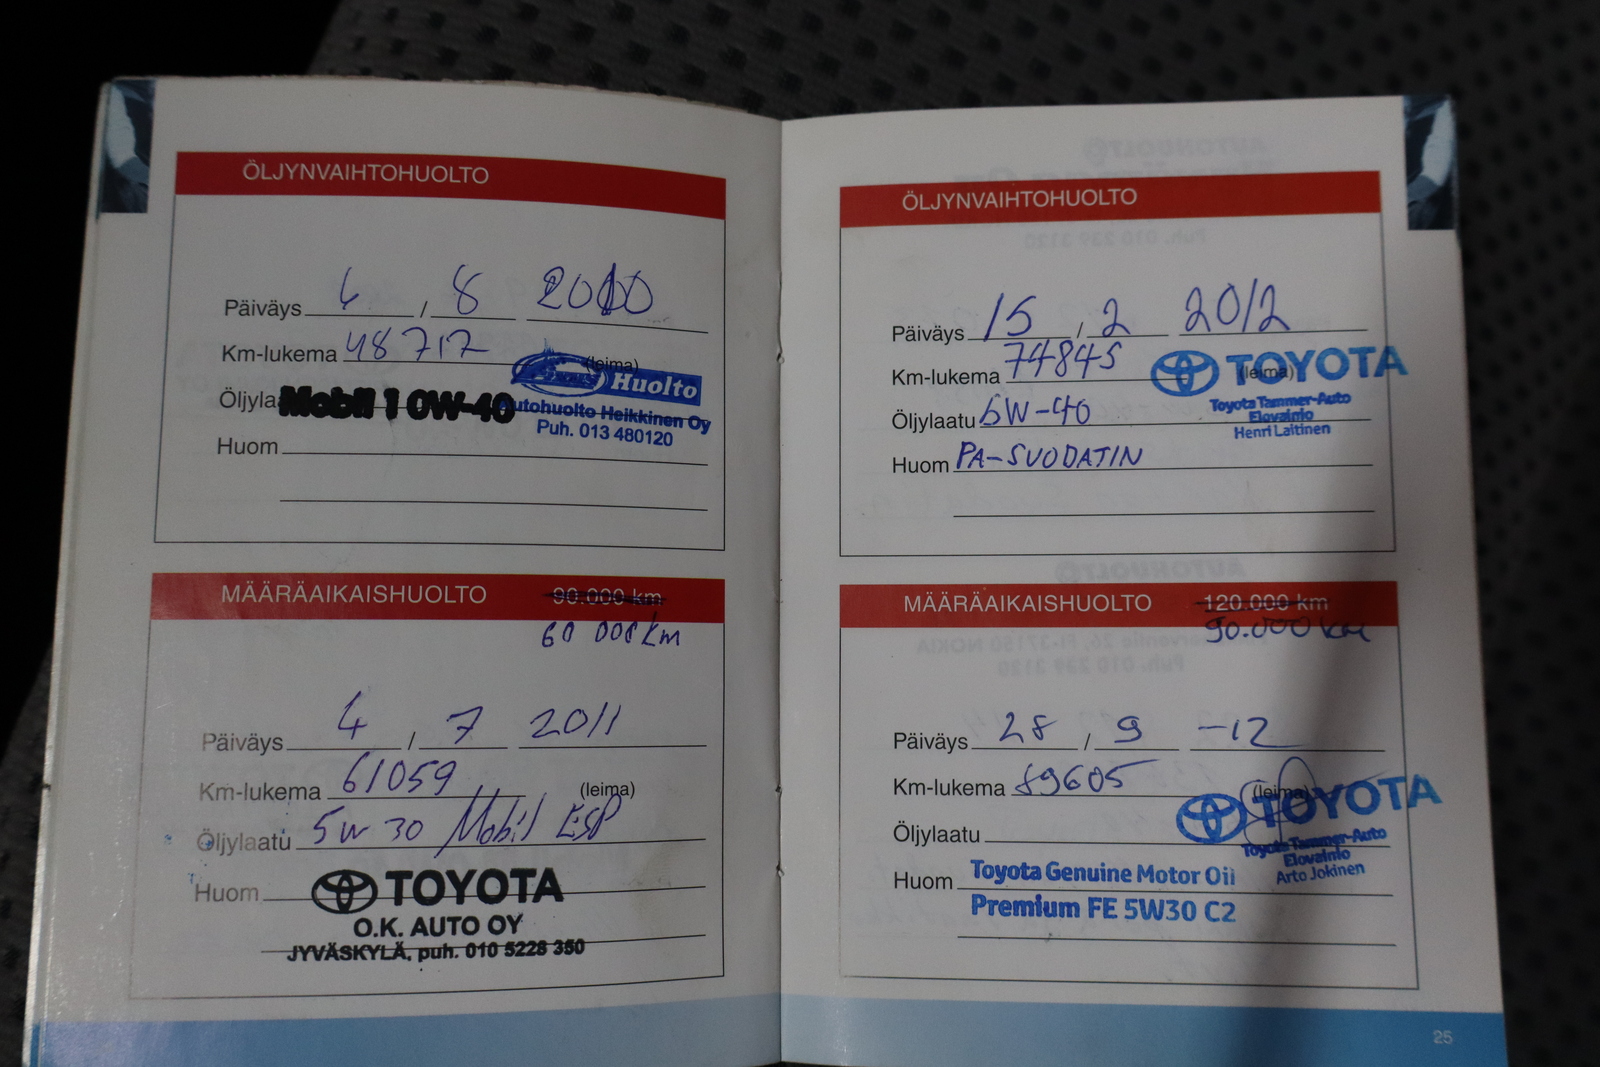 ÖLJYNVAIHTOHUOLTO
Päiväys 6 / 8 2010
Km-lukema 48717 (leima)
Huolto
Öljyla Mobil 1 0W-40
Autohuolto Heikkinen Oy
Puh. 013 480120
Huom
MÄÄRÄAIKAISHUOLTO 90.000 km
60 000 km
Päiväys 4 / 7 2011
Km-lukema 61059 (leima)
Öljylaatu 5W 30 Mobil ESP
Huom
TOYOTA
O.K. AUTO OY
JYVÄSKYLÄ, puh. 010 5228 350
ÖLJYNVAIHTOHUOLTO
Päiväys 15 / 2 2012
Km-lukema 74845 (leima)
TOYOTA
Toyota Tammer-Auto
Elovainio
Henri Laitinen
Öljylaatu 5W-40
Huom PA-SUODATIN
MÄÄRÄAIKAISHUOLTO 120.000 km
90.000 km
Päiväys 28 / 9 -12
Km-lukema 89605 (leima)
TOYOTA
Toyota Tammer-Auto
Elovainio
Arto Jokinen
Öljylaatu
Huom Toyota Genuine Motor Oil
Premium FE 5W30 C2
25